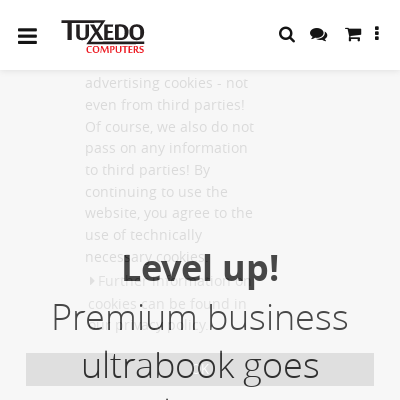 TUXEDO
COMPUTERS
advertising cookies - not
even from third parties!
Of course, we also do not
pass on any information
to third parties! By
continuing to use the
website, you agree to the
use of technically
necessary cookies.
Level up!
Further information on
cookies can be found in
privacy policy.
Premium business
ultrabook goes